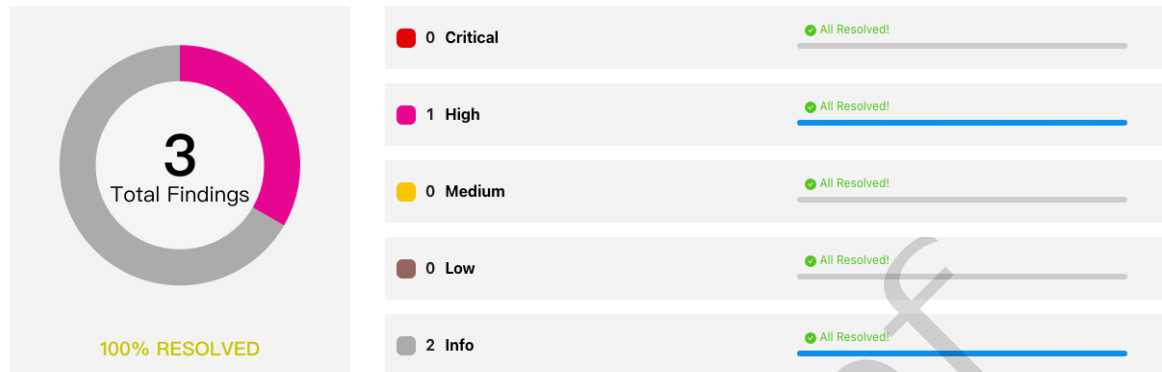 3
Total Findings
100% RESOLVED
0 Critical
All Resolved!
1 High
All Resolved!
0 Medium
All Resolved!
0 Low
All Resolved!
2 Info
All Resolved!